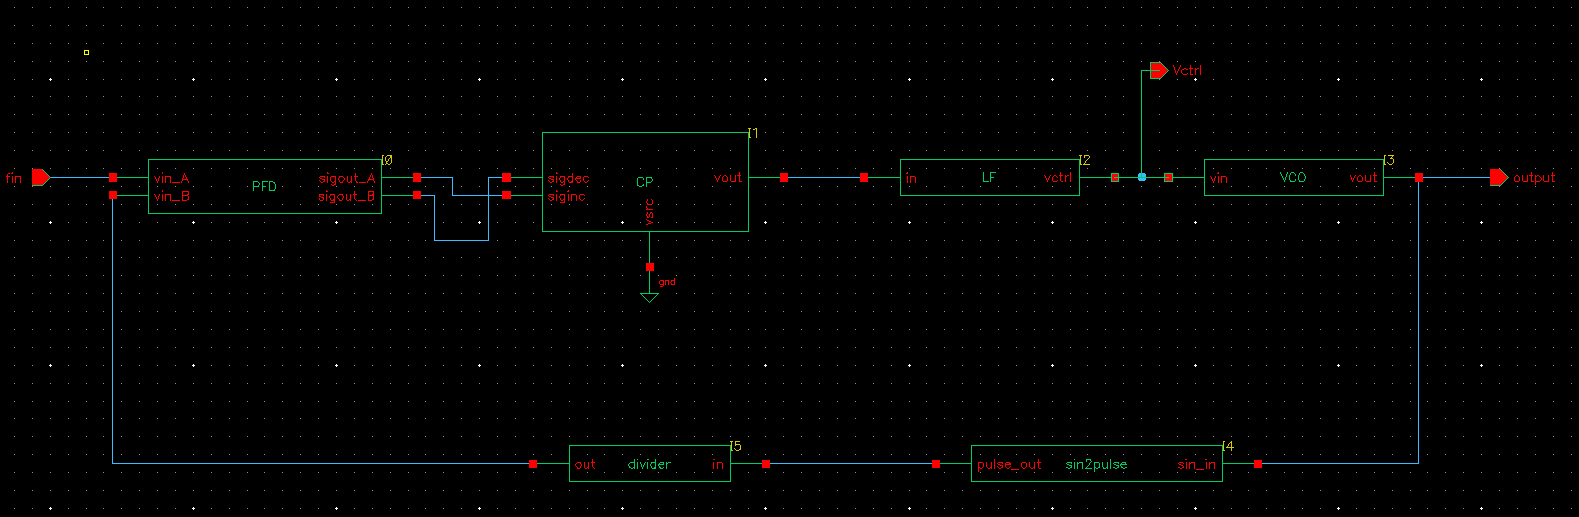 Vctrl
I1
I0
I2
I3
fin
vin_A
sigout_A
sigdec
vout
in
LF
vctrl
vin
VCO
vout
output
PFD
CP
vin_B
sigout_B
siginc
vsrc
gnd
I5
I4
out
divider
in
pulse_out
sin2pulse
sin_in